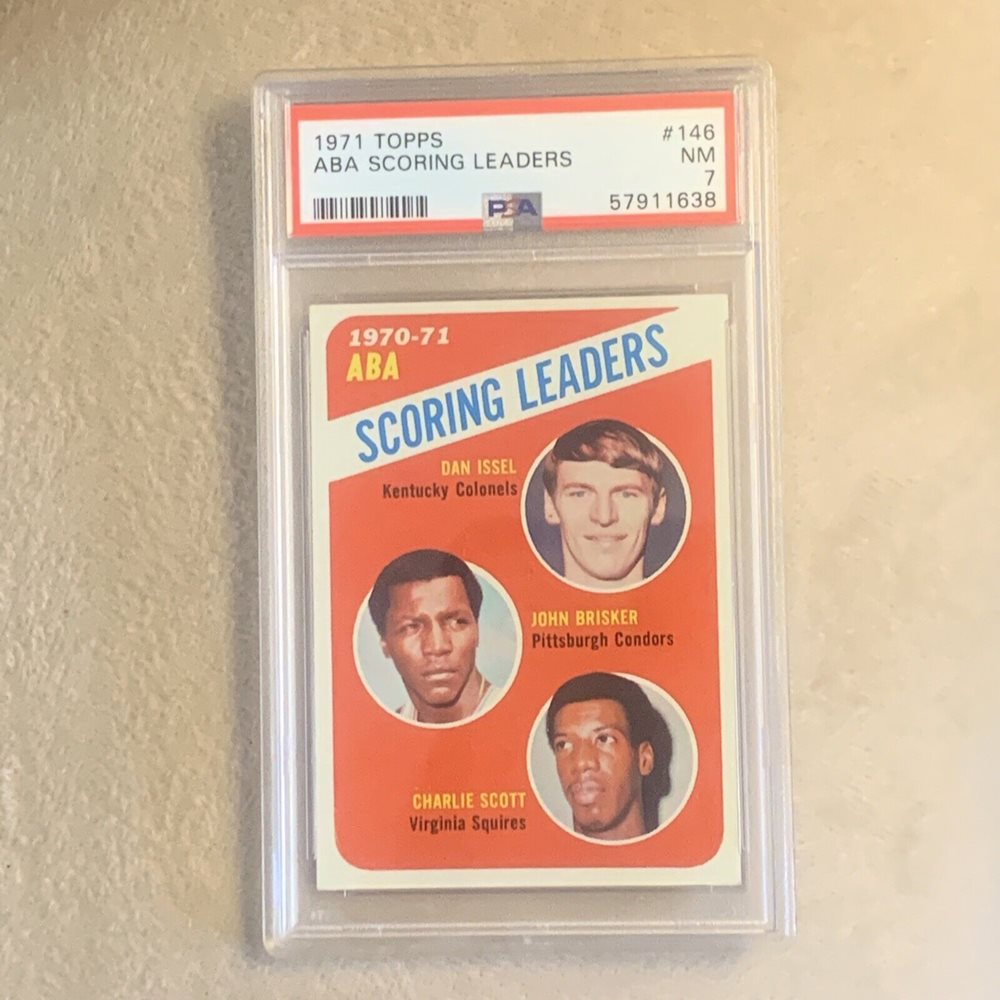 1971 TOPPS #146
ABA SCORING LEADERS NM
7
PSA 57911638
1970-71
ABA
SCORING LEADERS
DAN ISSEL
Kentucky Colonels
JOHN BRISKER
Pittsburgh Condors
CHARLIE SCOTT
Virginia Squires